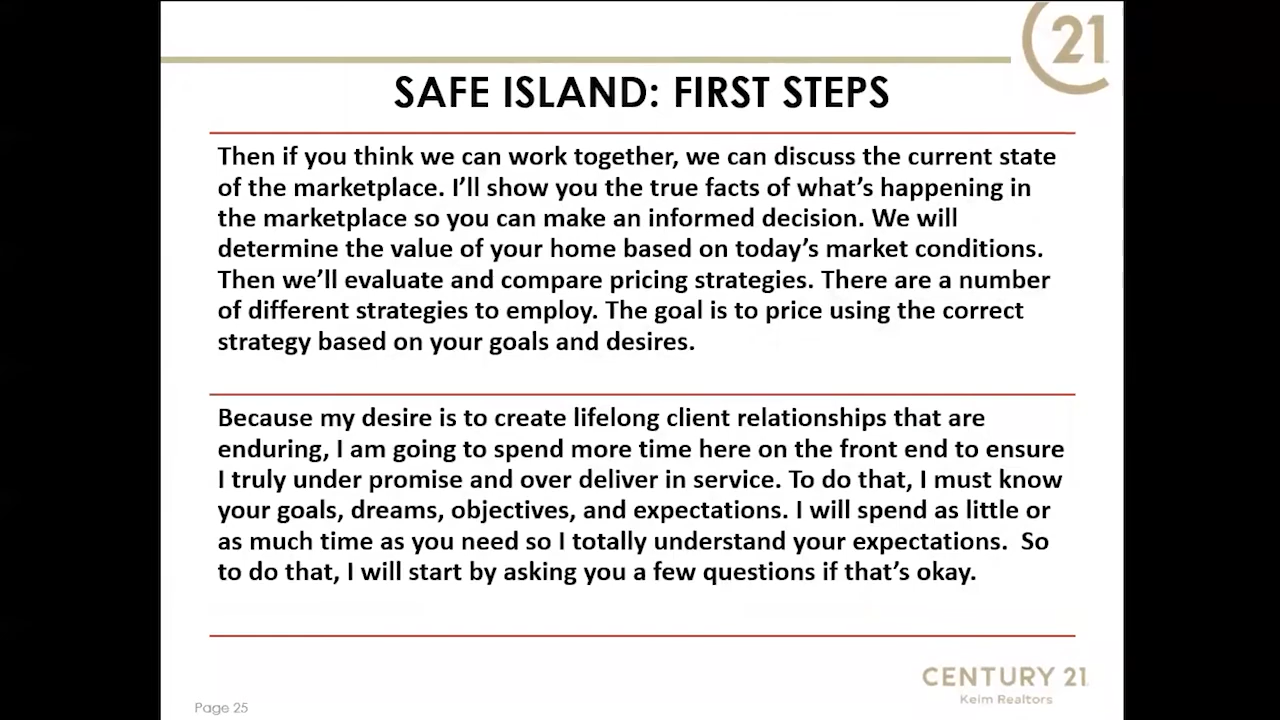 21
SAFE ISLAND: FIRST STEPS
Then if you think we can work together, we can discuss the current state
of the marketplace. I’ll show you the true facts of what’s happening in
the marketplace so you can make an informed decision. We will
determine the value of your home based on today’s market conditions.
Then we’ll evaluate and compare pricing strategies. There are a number
of different strategies to employ. The goal is to price using the correct
strategy based on your goals and desires.
Because my desire is to create lifelong client relationships that are
enduring, I am going to spend more time here on the front end to ensure
I truly under promise and over deliver in service. To do that, I must know
your goals, dreams, objectives, and expectations. I will spend as little or
as much time as you need so I totally understand your expectations.  So
to do that, I will start by asking you a few questions if that’s okay.
CENTURY 21
Keim Realtors
Page 25